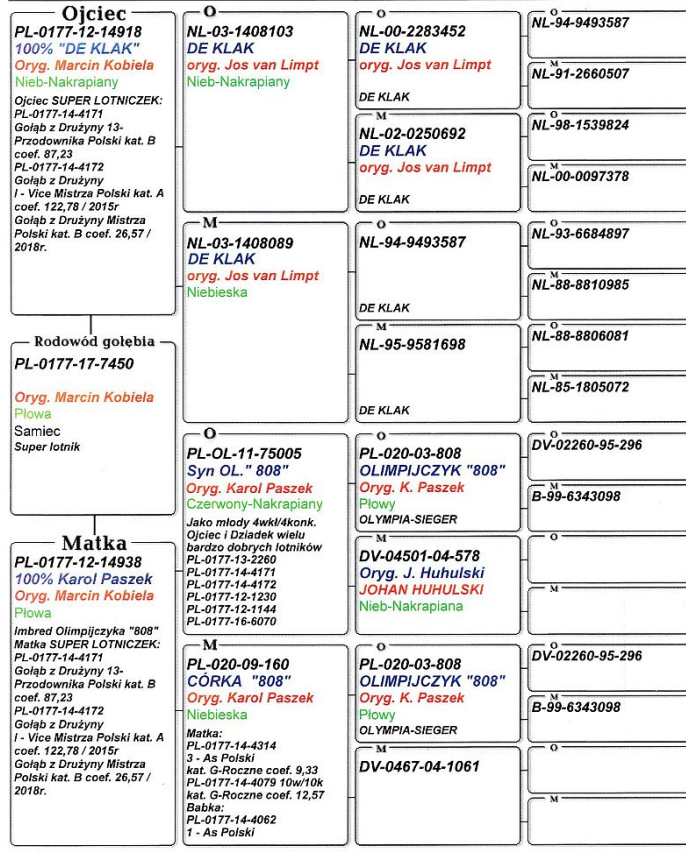 Ojciec
PL-0177-12-14918
100% "DE KLAK"
Oryg. Marcin Kobiela
Nieb-Nakrapiany
Ojciec SUPER LOTNICZEK:
PL-0177-14-4171
Gołąb z Drużyny 13-
Przodownika Polski kat. B
coef. 87,23
PL-0177-14-4172
Gołąb z Drużyny
I - Vice Mistrza Polski kat. A
coef. 122,78 / 2015r
Gołąb z Drużyny Mistrza
Polski kat. B coef. 26,57 /
2018r.
Rodowód gołębia
PL-0177-17-7450
Oryg. Marcin Kobiela
Płowa
Samiec
Super lotnik
Matka
PL-0177-12-14938
100% Karol Paszek
Oryg. Marcin Kobiela
Płowa
Imbred Olimpijczyka "808"
Matka SUPER LOTNICZEK:
PL-0177-14-4171
Gołąb z Drużyny 13-
Przodownika Polski kat. B
coef. 87,23
PL-0177-14-4172
Gołąb z Drużyny
I - Vice Mistrza Polski kat. A
coef. 122,78 / 2015r
Gołąb z Drużyny Mistrza
Polski kat. B coef. 26,57 /
2018r.
O
NL-03-1408103
DE KLAK
oryg. Jos van Limpt
Nieb-Nakrapiany
M
NL-03-1408089
DE KLAK
oryg. Jos van Limpt
Niebieska
O
PL-OL-11-75005
Syn OL." 808"
Oryg. Karol Paszek
Czerwony-Nakrapiany
Jako młody 4wkł/4konk.
Ojciec i Dziadek wielu
bardzo dobrych lotników
PL-0177-13-2260
PL-0177-14-4171
PL-0177-14-4172
PL-0177-12-1230
PL-0177-12-1144
PL-0177-16-6070
M
PL-020-09-160
CÓRKA "808"
Oryg. Karol Paszek
Niebieska
Matka:
PL-0177-14-4314
3 - As Polski
kat. G-Roczne coef. 9,33
PL-0177-14-4079 10w/10k
kat. G-Roczne coef. 12,57
Babka:
PL-0177-14-4062
1 - As Polski
O
NL-00-2283452
DE KLAK
oryg. Jos van Limpt
DE KLAK
M
NL-02-0250692
DE KLAK
oryg. Jos van Limpt
DE KLAK
O
NL-94-9493587
DE KLAK
M
NL-95-9581698
DE KLAK
O
PL-020-03-808
OLIMPIJCZYK "808"
Oryg. K. Paszek
Płowy
OLYMPIA-SIEGER
M
DV-04501-04-578
Oryg. J. Huhulski
JOHAN HUHULSKI
Nieb-Nakrapiana
O
PL-020-03-808
OLIMPIJCZYK "808"
Oryg. K. Paszek
Płowy
OLYMPIA-SIEGER
M
DV-0467-04-1061
O
NL-94-9493587
M
NL-91-2660507
O
NL-98-1539824
M
NL-00-0097378
O
NL-93-6684897
M
NL-88-8810985
O
NL-88-8806081
M
NL-85-1805072
O
DV-02260-95-296
M
B-99-6343098
O
M
O
DV-02260-95-296
M
B-99-6343098
O
M